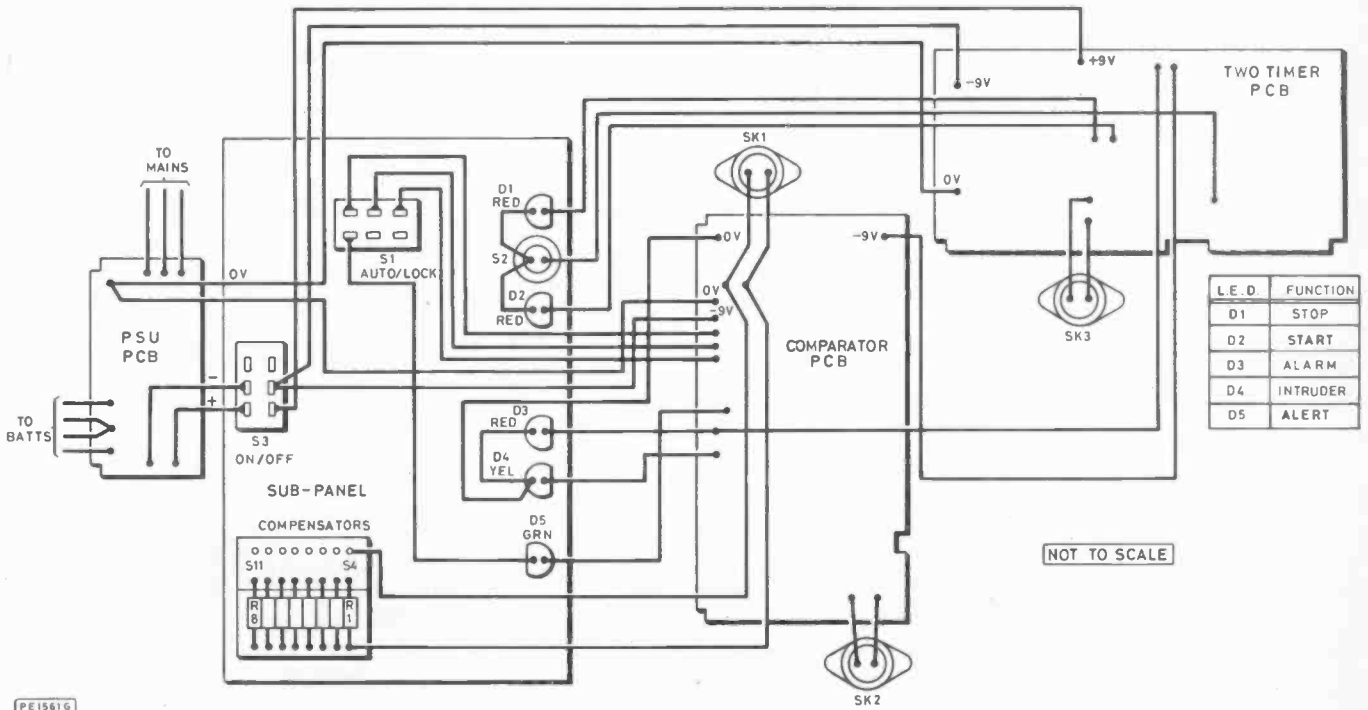 +9V
-9V
TWO TIMER
PCB
SK1
TO
MAINS
D1
RED
0V
0V
-9V
S2
S1
AUTO/LOCK
0V
D2
RED
0V
-9V
L.E.D. FUNCTION
D1 STOP
D2 START
D3 ALARM
D4 INTRUDER
D5 ALERT
SK3
PSU
PCB
COMPARATOR
PCB
-
+
TO
BATTS
S3
ON/OFF
D3
RED
D4
YEL
SUB-PANEL
D5
GRN
COMPENSATORS
S11 S4
R8 R1
NOT TO SCALE
SK2
PE1561G